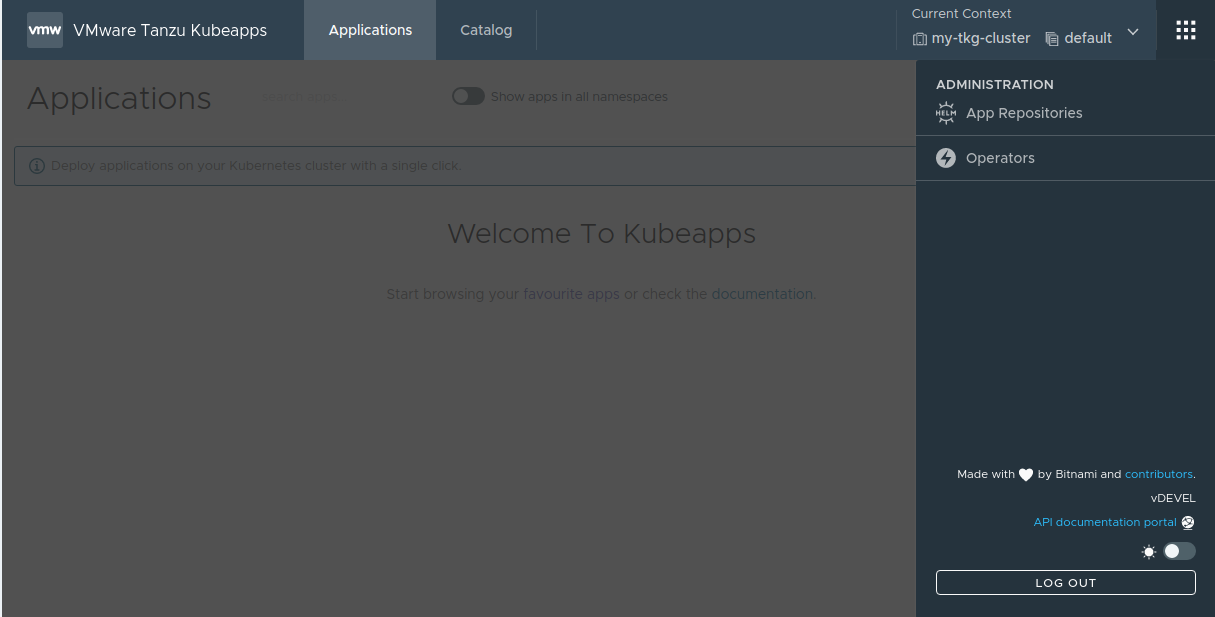 vmw VMware Tanzu Kubeapps
Applications
Catalog
Current Context
my-tkg-cluster default
ADMINISTRATION
HELM App Repositories
Operators
Applications
Search apps
Show apps in all namespaces
Deploy applications on your Kubernetes cluster with a single click.
Welcome To Kubeapps
Start browsing your favourite apps or check the documentation.
Made with by Bitnami and contributors.
vDEVEL
API documentation portal
LOG OUT